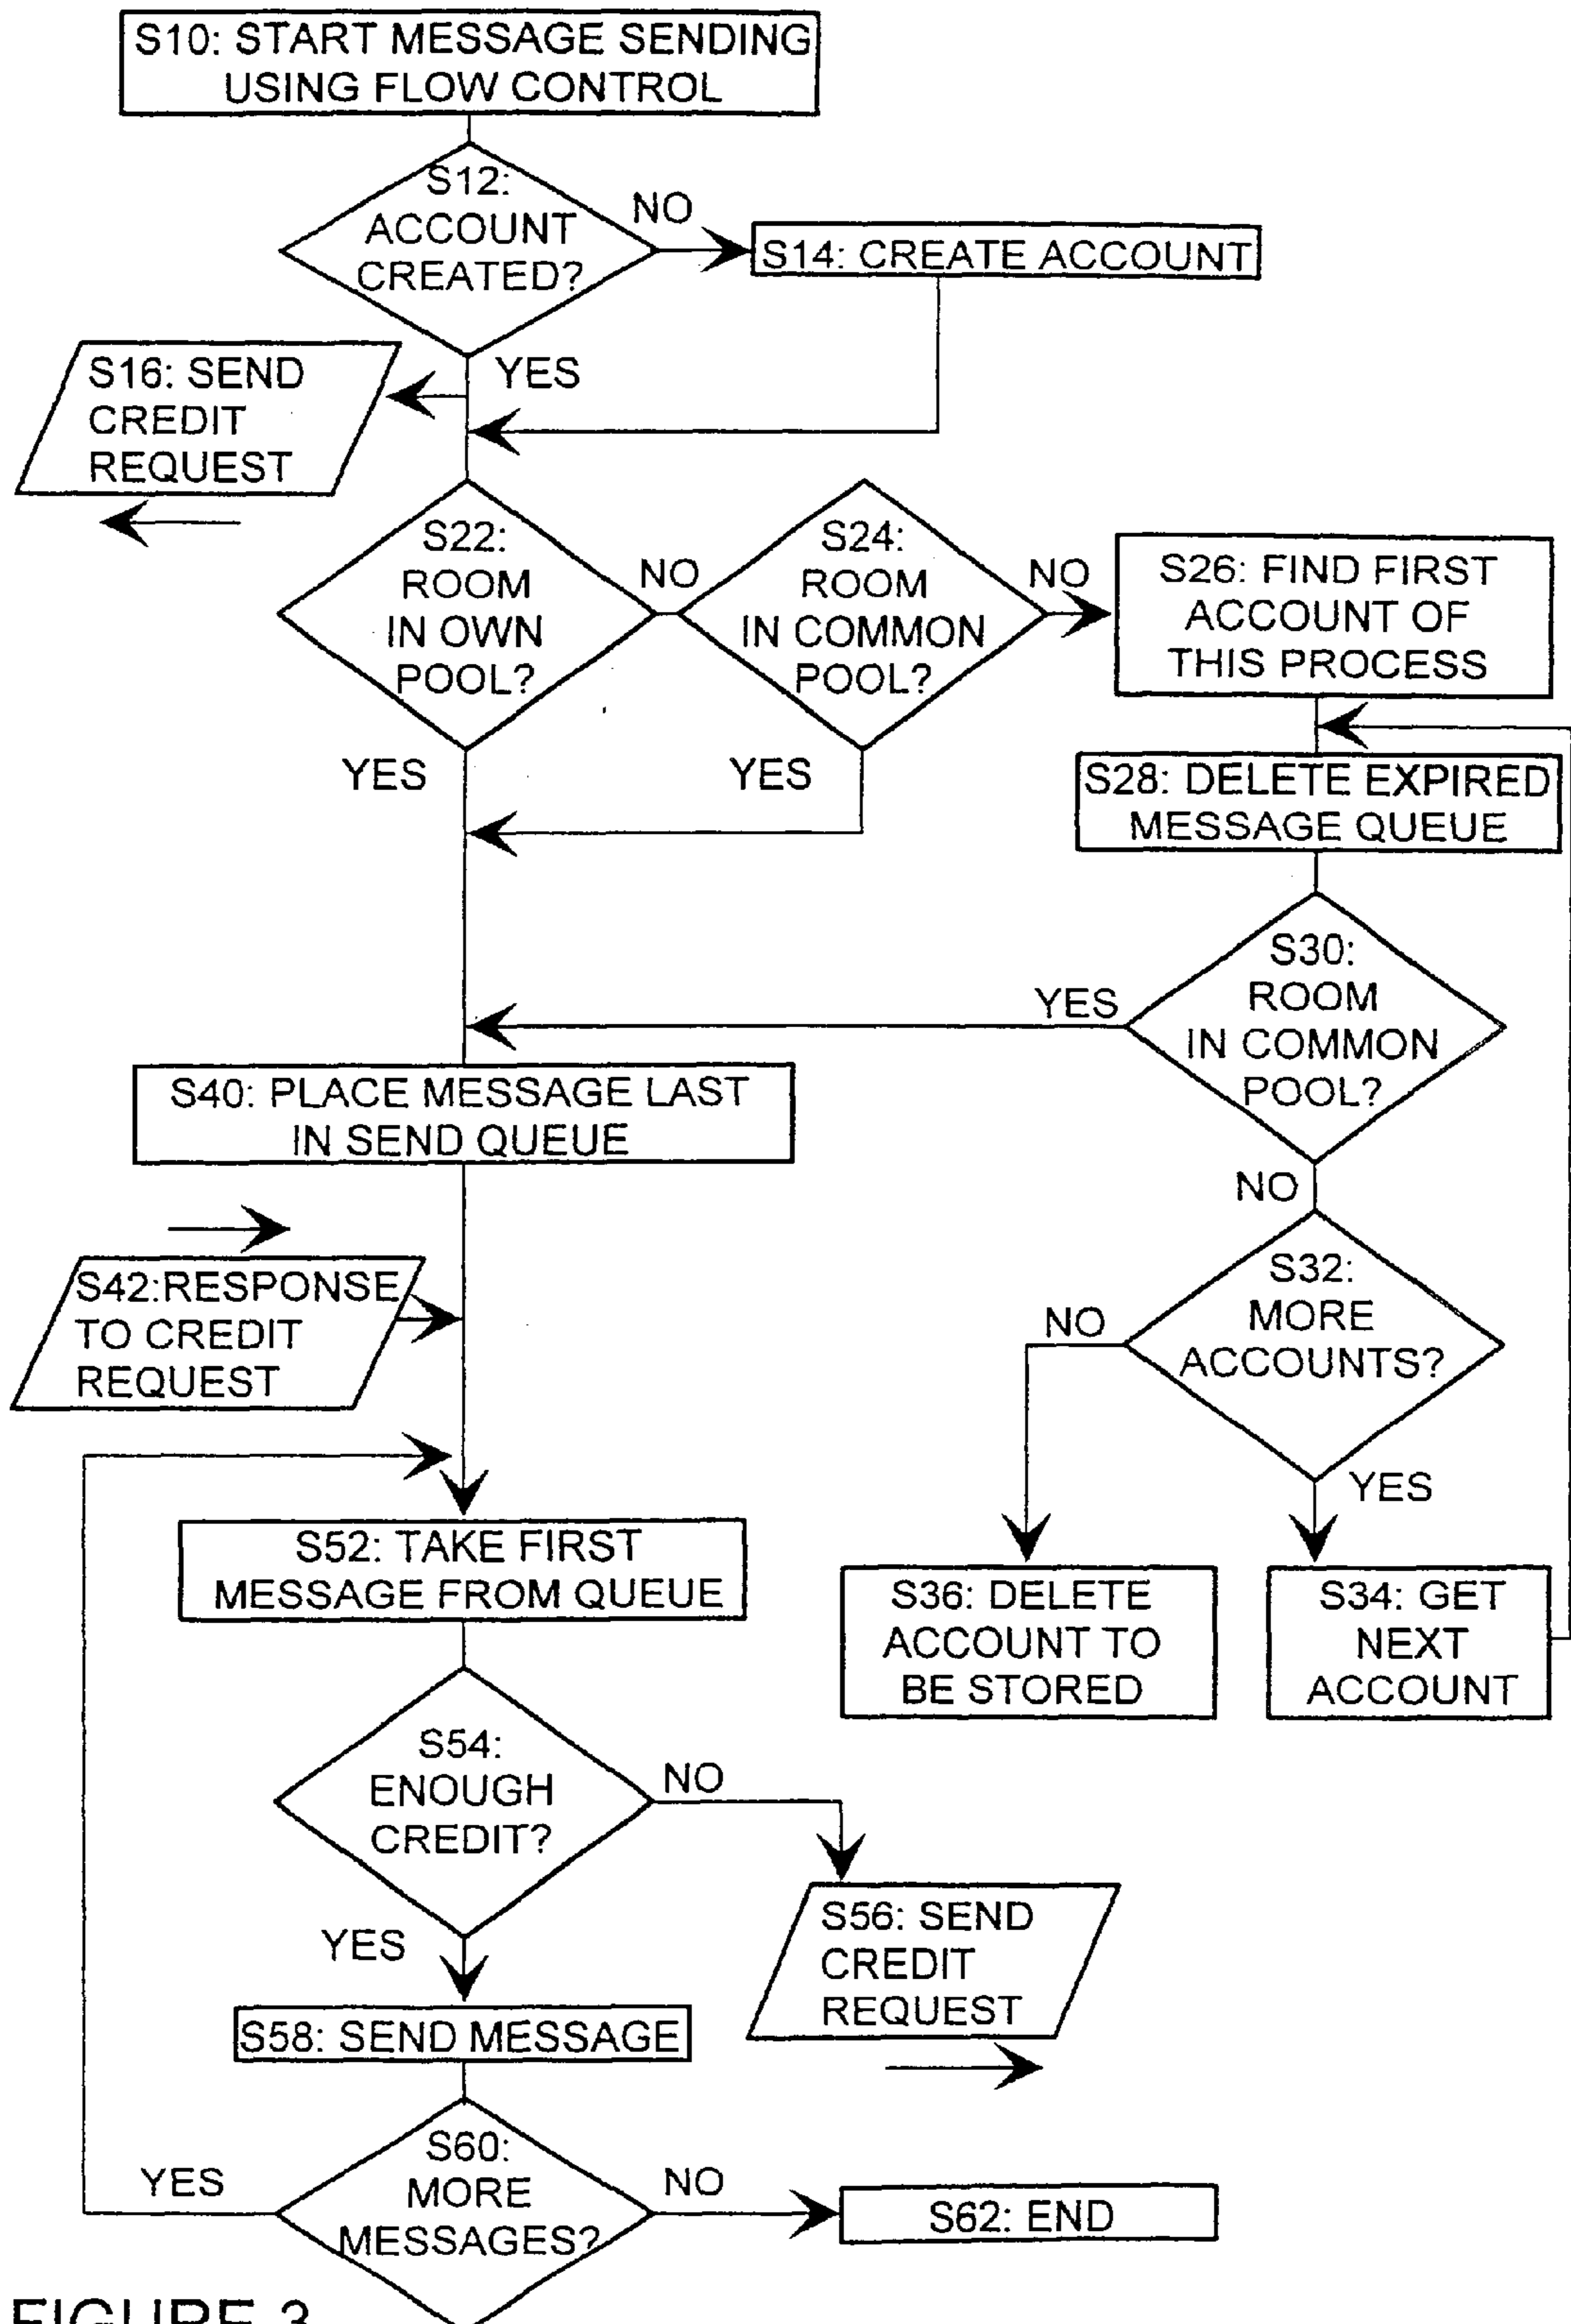 S10: START MESSAGE SENDING
USING FLOW CONTROL
S12:
ACCOUNT
CREATED?
NO
S14: CREATE ACCOUNT
YES
S16: SEND
CREDIT
REQUEST
S22:
ROOM
IN OWN
POOL?
NO
S24:
ROOM
IN COMMON
POOL?
NO
S26: FIND FIRST
ACCOUNT OF
THIS PROCESS
YES
YES
S28: DELETE EXPIRED
MESSAGE QUEUE
S30:
ROOM
IN COMMON
POOL?
YES
NO
S40: PLACE MESSAGE LAST
IN SEND QUEUE
S42:RESPONSE
TO CREDIT
REQUEST
S32:
MORE
ACCOUNTS?
NO
YES
S36: DELETE
ACCOUNT TO
BE STORED
S34: GET
NEXT
ACCOUNT
S52: TAKE FIRST
MESSAGE FROM QUEUE
S54:
ENOUGH
CREDIT?
NO
YES
S56: SEND
CREDIT
REQUEST
S58: SEND MESSAGE
S60:
MORE
MESSAGES?
YES
NO
S62: END
FIGURE 3